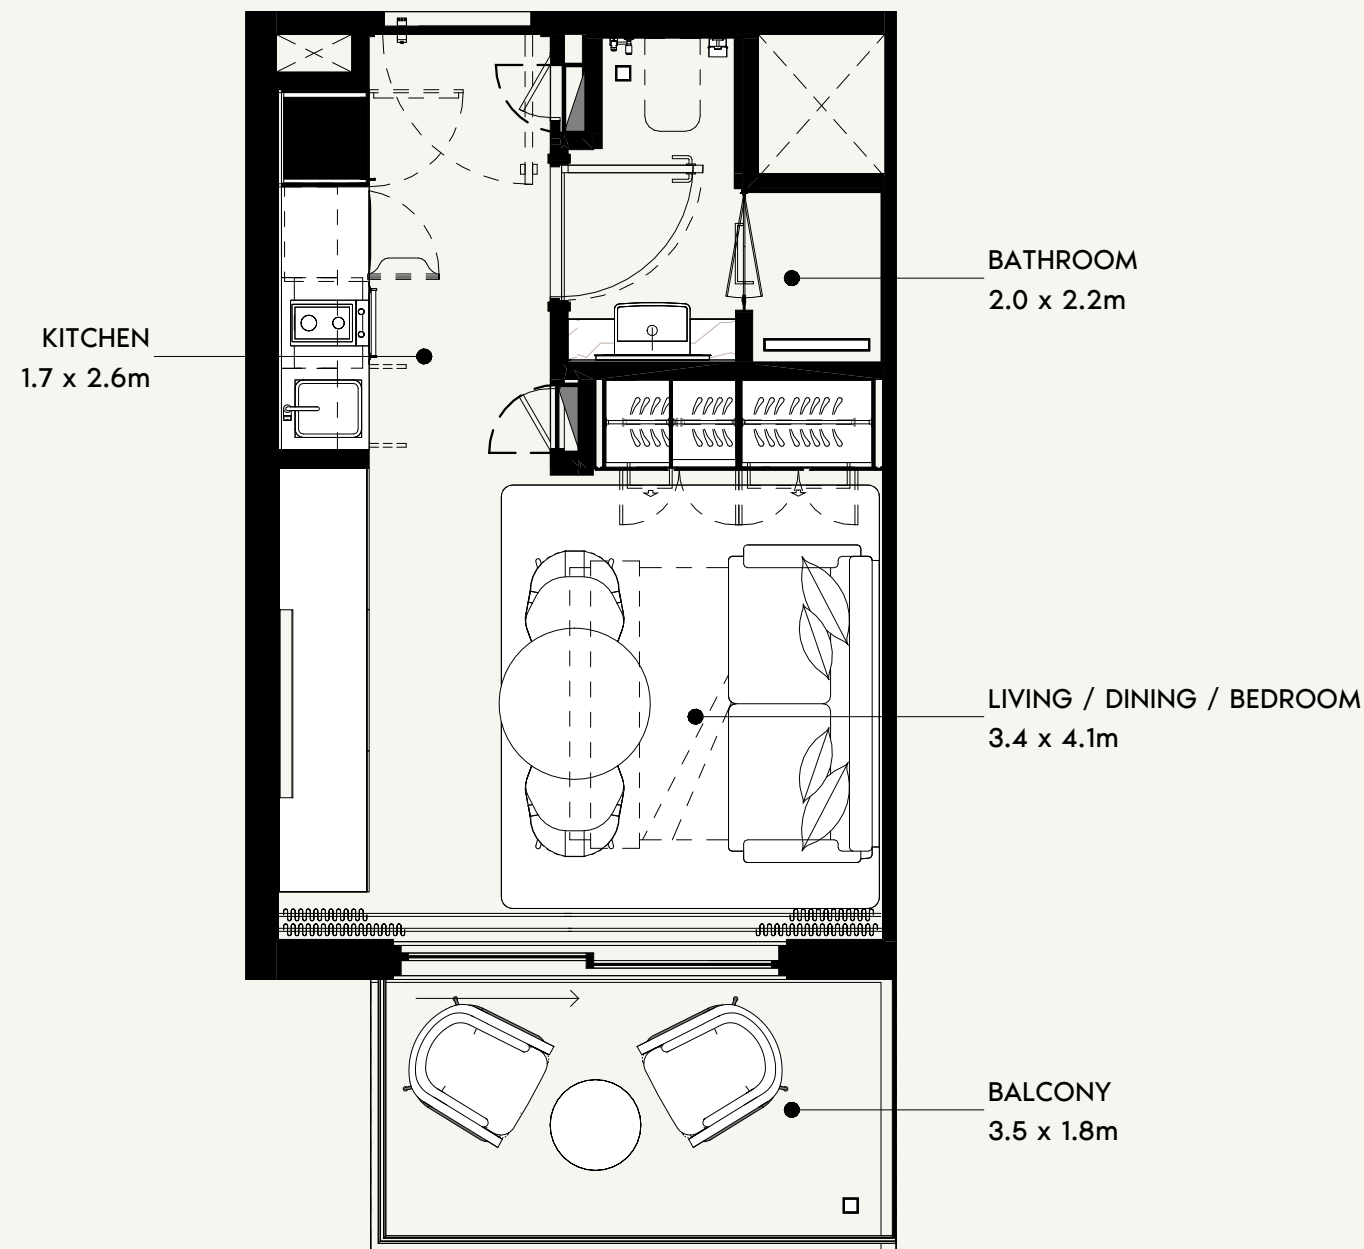 BATHROOM
2.0 x 2.2m
KITCHEN
1.7 x 2.6m
LIVING / DINING / BEDROOM
3.4 x 4.1m
BALCONY
3.5 x 1.8m